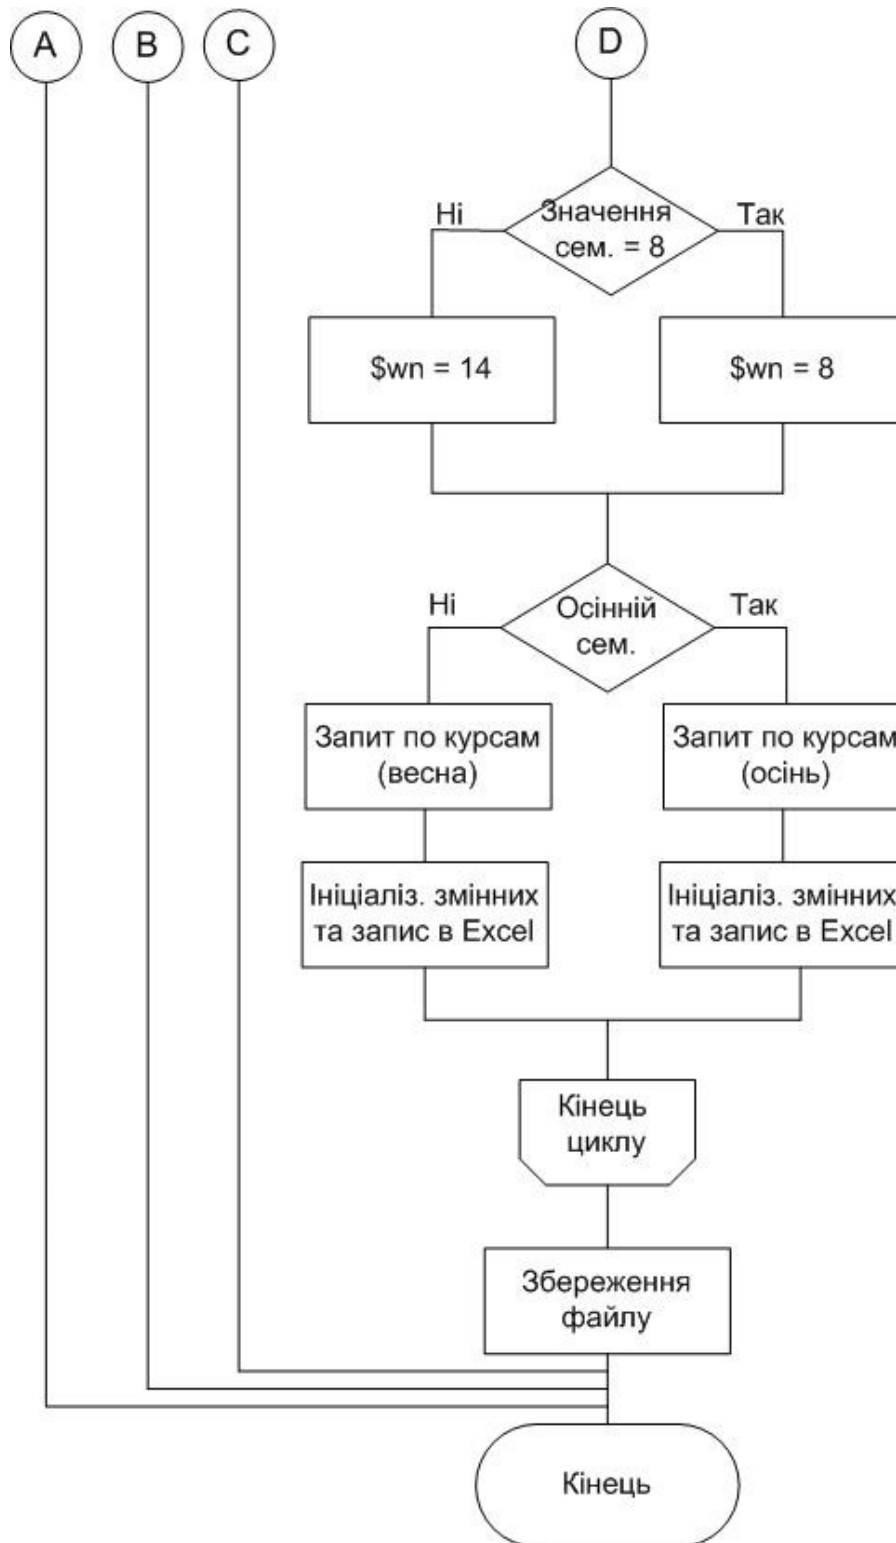 A
B
C
D
Ні
Значення
сем. = 8
Так
$wn = 14
$wn = 8
Ні
Осінній
сем.
Так
Запит по курсам
(весна)
Запит по курсам
(осінь)
Ініціаліз. змінних
та запис в Excel
Ініціаліз. змінних
та запис в Excel
Кінець
циклу
Збереження
файлу
Кінець